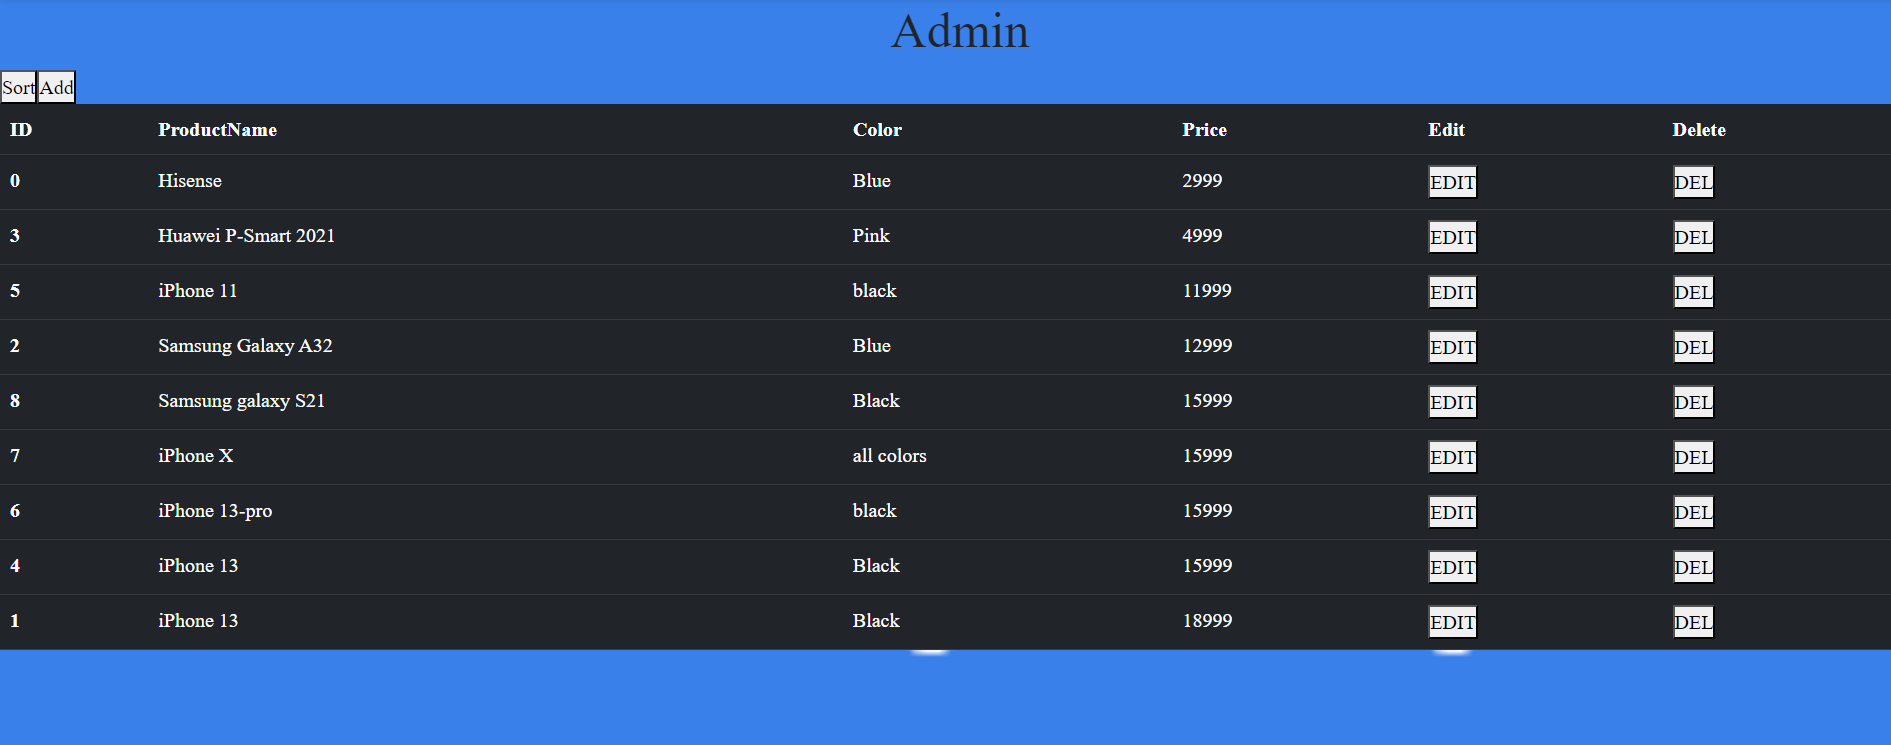 Admin
Sort Add
ID ProductName Color Price Edit Delete
0 Hisense Blue 2999 EDIT DEL
3 Huawei P-Smart 2021 Pink 4999 EDIT DEL
5 iPhone 11 black 11999 EDIT DEL
2 Samsung Galaxy A32 Blue 12999 EDIT DEL
8 Samsung galaxy S21 Black 15999 EDIT DEL
7 iPhone X all colors 15999 EDIT DEL
6 iPhone 13-pro black 15999 EDIT DEL
4 iPhone 13 Black 15999 EDIT DEL
1 iPhone 13 Black 18999 EDIT DEL